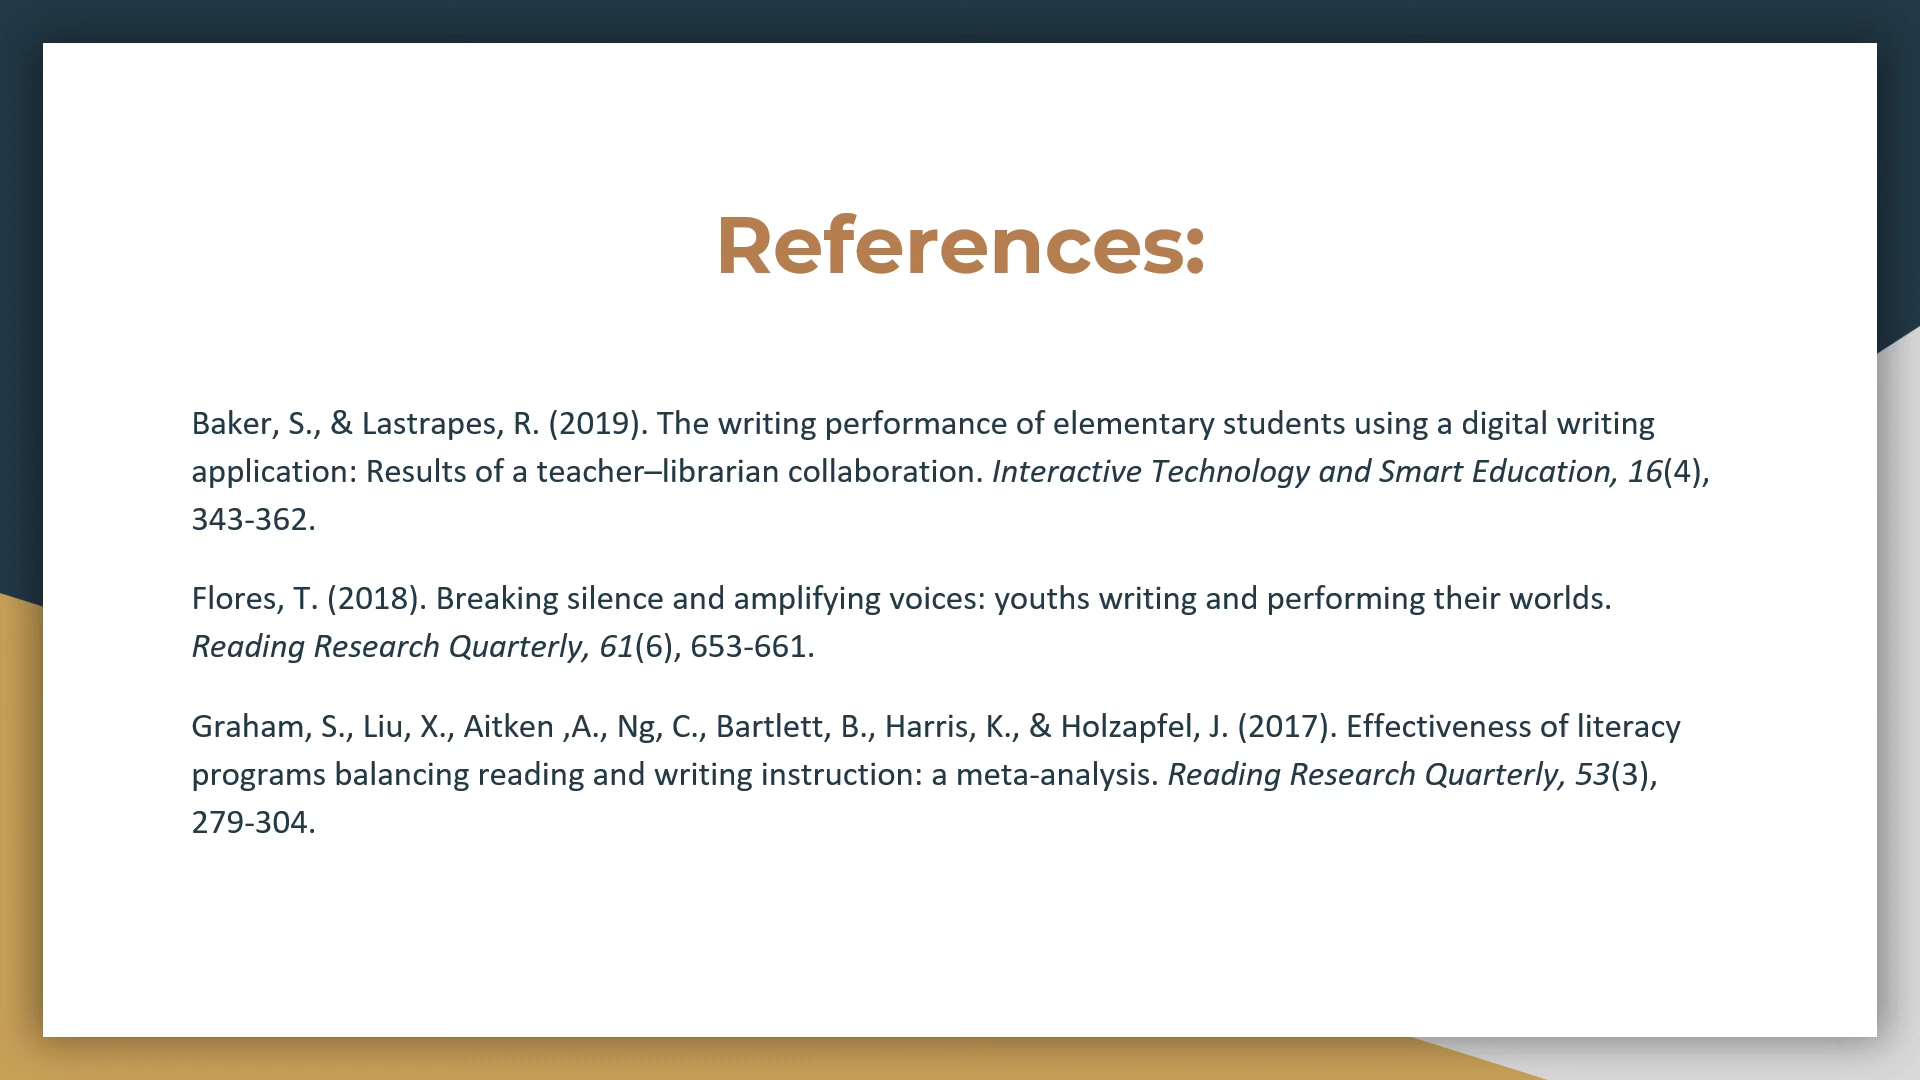 References:
Baker, S., & Lastrapes, R. (2019). The writing performance of elementary students using a digital writing
application: Results of a teacher–librarian collaboration. Interactive Technology and Smart Education, 16(4),
343-362.
Flores, T. (2018). Breaking silence and amplifying voices: youths writing and performing their worlds.
Reading Research Quarterly, 61(6), 653-661.
Graham, S., Liu, X., Aitken ,A., Ng, C., Bartlett, B., Harris, K., & Holzapfel, J. (2017). Effectiveness of literacy
programs balancing reading and writing instruction: a meta-analysis. Reading Research Quarterly, 53(3),
279-304.